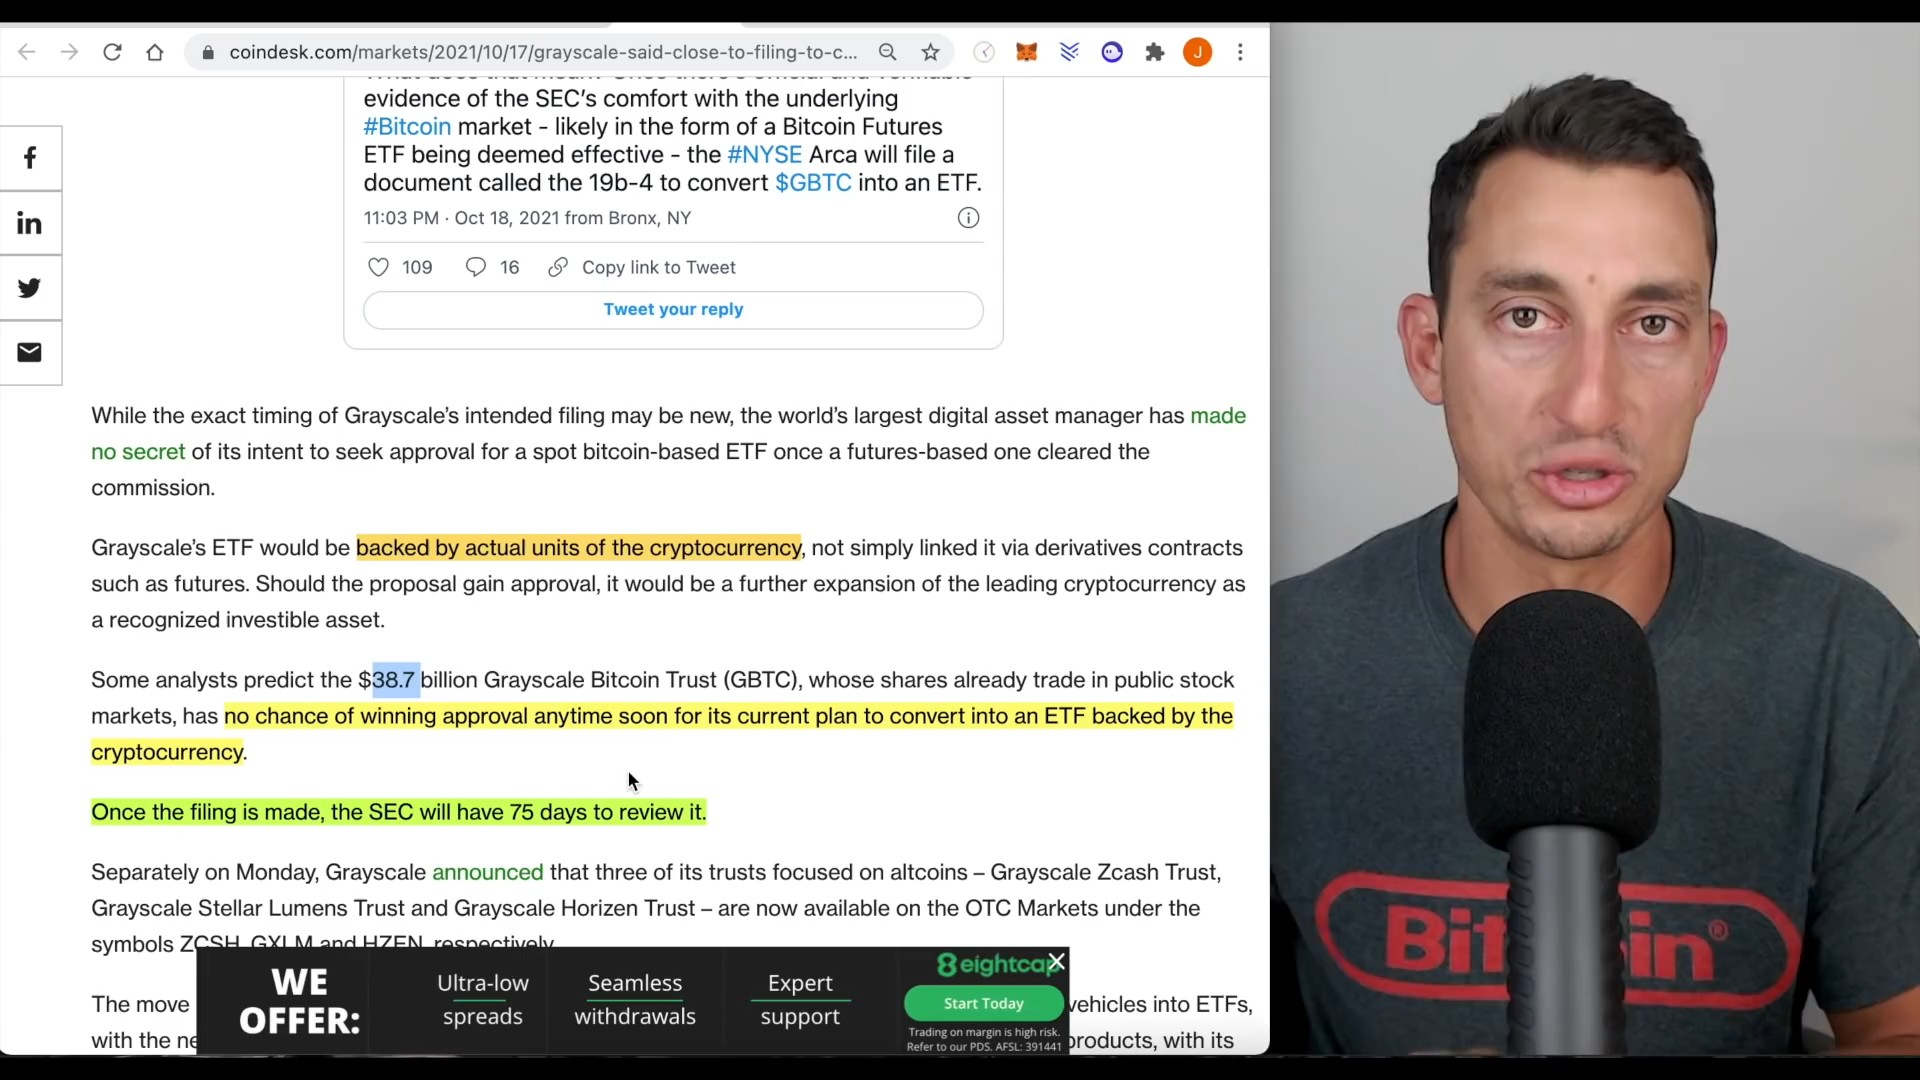 coindesk.com/markets/2021/10/17/grayscale-said-close-to-filing-to-c...
J
evidence of the SEC's comfort with the underlying
#Bitcoin market - likely in the form of a Bitcoin Futures
ETF being deemed effective - the #NYSE Arca will file a
document called the 19b-4 to convert $GBTC into an ETF.
11:03 PM · Oct 18, 2021 from Bronx, NY
109 16 Copy link to Tweet
Tweet your reply
f
in
While the exact timing of Grayscale's intended filing may be new, the world's largest digital asset manager has made
no secret of its intent to seek approval for a spot bitcoin-based ETF once a futures-based one cleared the
commission.
Grayscale's ETF would be backed by actual units of the cryptocurrency, not simply linked it via derivatives contracts
such as futures. Should the proposal gain approval, it would be a further expansion of the leading cryptocurrency as
a recognized investible asset.
Some analysts predict the $38.7 billion Grayscale Bitcoin Trust (GBTC), whose shares already trade in public stock
markets, has no chance of winning approval anytime soon for its current plan to convert into an ETF backed by the
cryptocurrency.
Once the filing is made, the SEC will have 75 days to review it.
Separately on Monday, Grayscale announced that three of its trusts focused on altcoins – Grayscale Zcash Trust,
Grayscale Stellar Lumens Trust and Grayscale Horizen Trust – are now available on the OTC Markets under the
symbols ZCSH, GXLM and HZEN, respectively
The move vehicles into ETFs,
with the ne products, with its
WE
OFFER:
Ultra-low
spreads
Seamless
withdrawals
Expert
support
8eightcap
Start Today
Trading on margin is high risk.
Refer to our PDS. AFSL: 391441
Bit in®